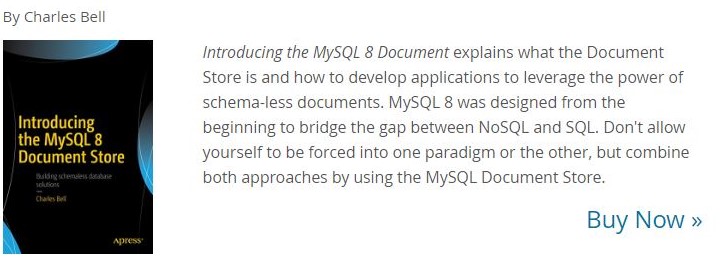 By Charles Bell
Introducing
the MySQL 8
Document Store
Building schemaless database
solutions
Charles Bell
Apress®
Introducing the MySQL 8 Document explains what the Document
Store is and how to develop applications to leverage the power of
schema-less documents. MySQL 8 was designed from the
beginning to bridge the gap between NoSQL and SQL. Don't allow
yourself to be forced into one paradigm or the other, but combine
both approaches by using the MySQL Document Store.
Buy Now »